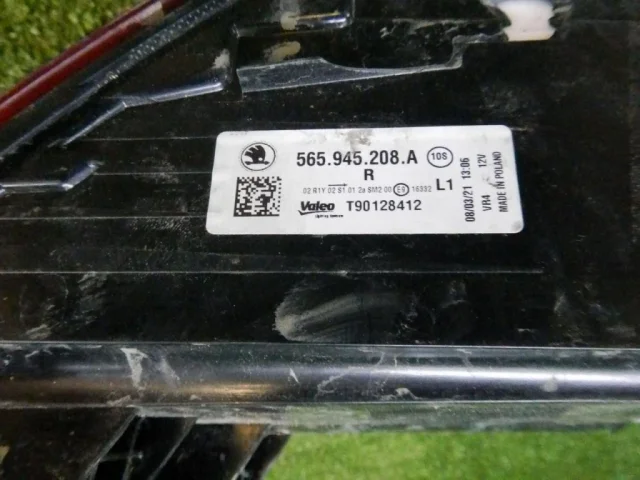 565.945.208.A 10S
R
02 R1Y 02 S1 01 2a SM2 00 E9 16332 L1
Valeo T90128412
08/03/21 13:06
VR4 12V
MADE IN POLAND